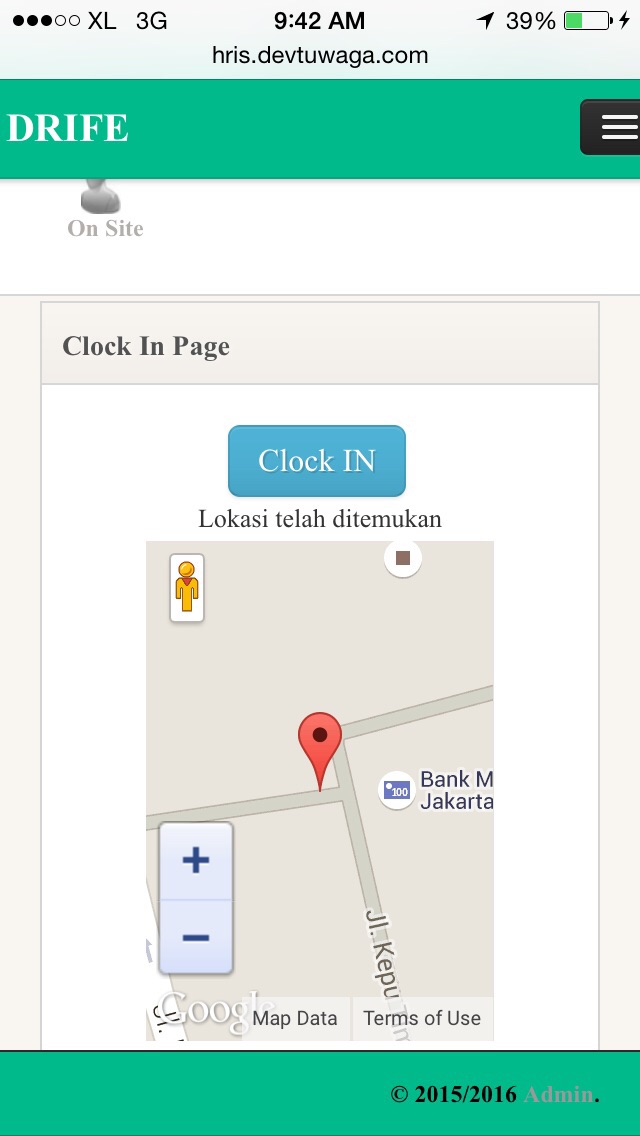 XL 3G 9:42 AM 39%
hris.devtuwaga.com
DRIFE
On Site
Clock In Page
Clock IN
Lokasi telah ditemukan
Bank M
100
Jakarta
+
−
Jl. Kepu
Google
Map Data Terms of Use
© 2015/2016 Admin.